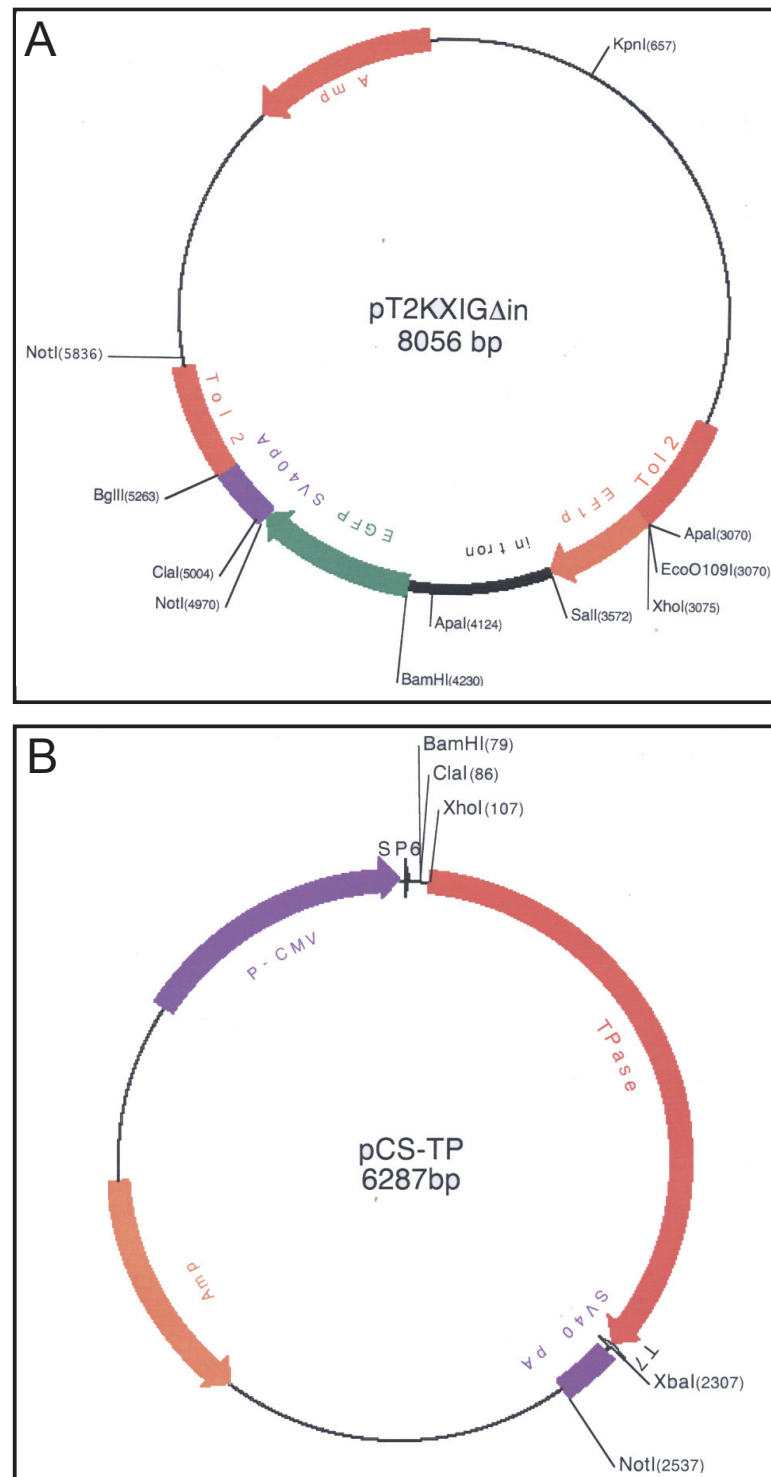 A
KpnI(657)
Amp
pT2KXIGΔin
8056 bp
NotI(5836)
Tol 2
SV40pA
BglII(5263)
EGFP
intron
EF1p
Tol2
ApaI(3070)
EcoO109I(3070)
ClaI(5004)
NotI(4970)
XhoI(3075)
SalI(3572)
ApaI(4124)
BamHI(4230)
B
BamHI(79)
ClaI(86)
XhoI(107)
SP6
P-CMV
TPase
pCS-TP
6287bp
Amp
SV40 pA
T7
XbaI(2307)
NotI(2537)